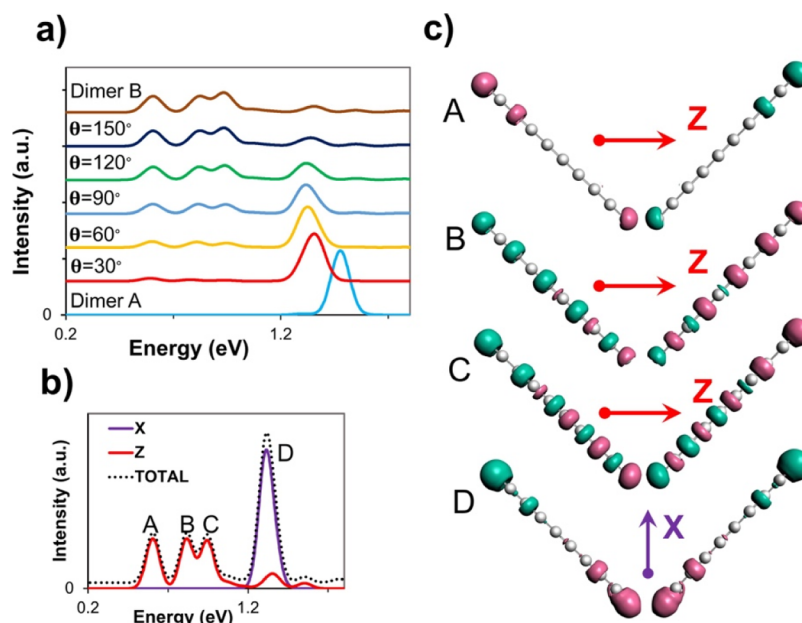 a)
Intensity (a.u.)
Dimer B
θ=150°
θ=120°
θ=90°
θ=60°
θ=30°
Dimer A
0
0.2
1.2
Energy (eV)
b)
Intensity (a.u.)
X
Z
TOTAL
A
B
C
D
0
0.2
1.2
Energy (eV)
c)
A
Z
B
Z
C
Z
D
X